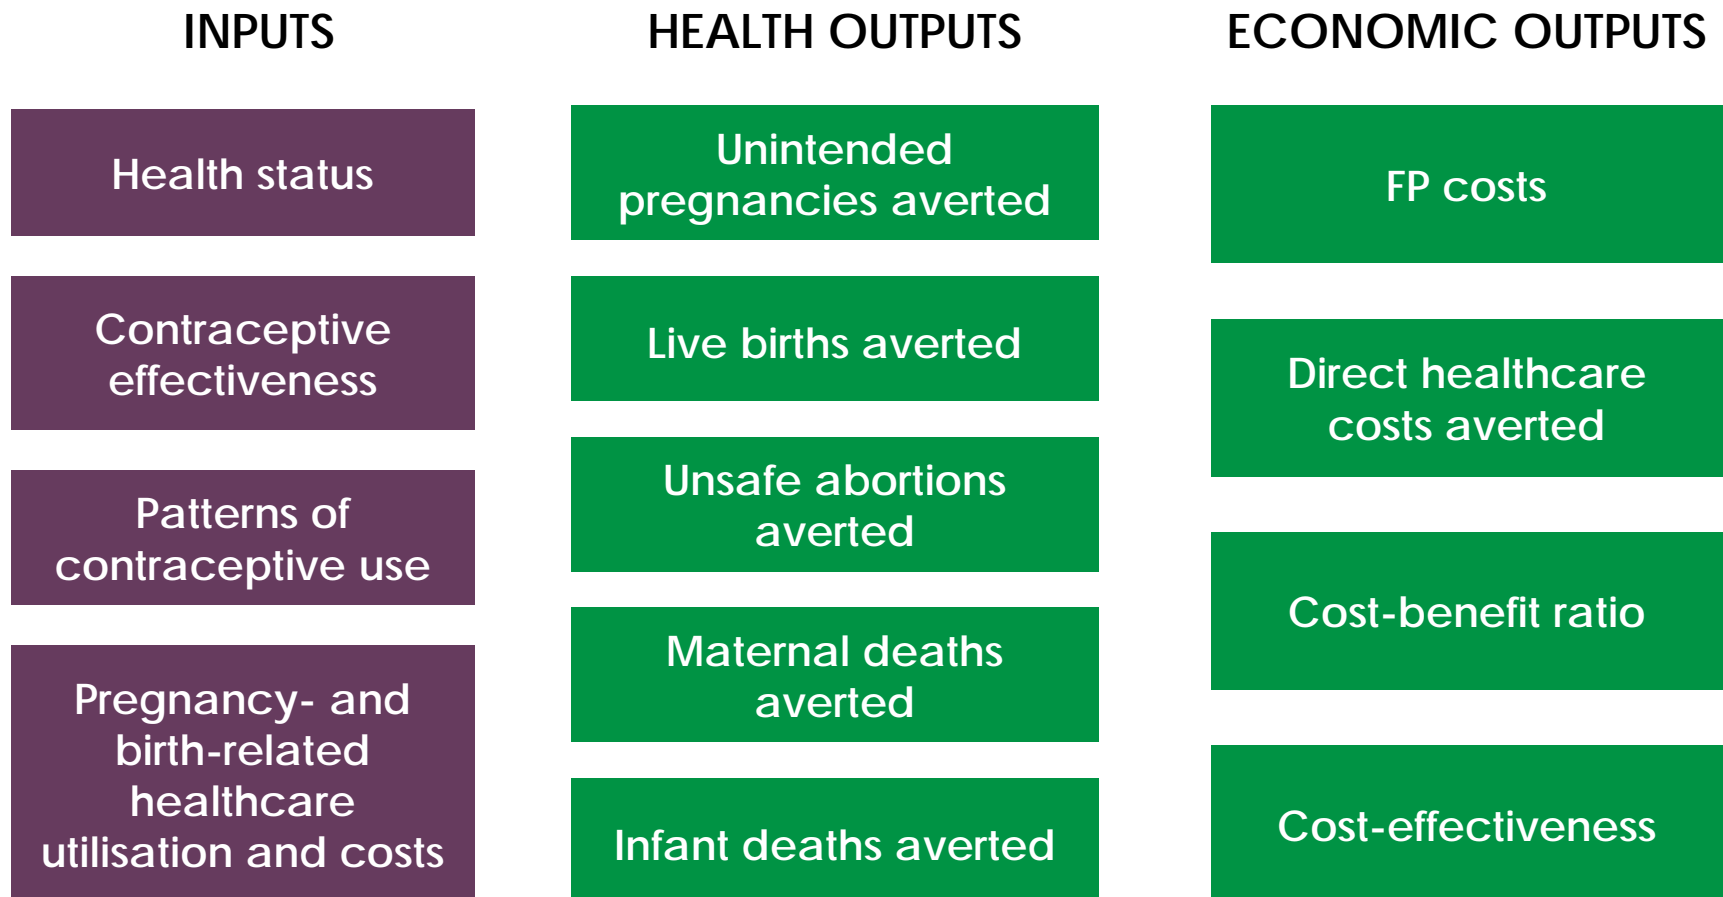 INPUTS
Health status
Contraceptive
effectiveness
Patterns of
contraceptive use
Pregnancy- and
birth-related
healthcare
utilisation and costs
HEALTH OUTPUTS
Unintended
pregnancies averted
Live births averted
Unsafe abortions
averted
Maternal deaths
averted
Infant deaths averted
ECONOMIC OUTPUTS
FP costs
Direct healthcare
costs averted
Cost-benefit ratio
Cost-effectiveness